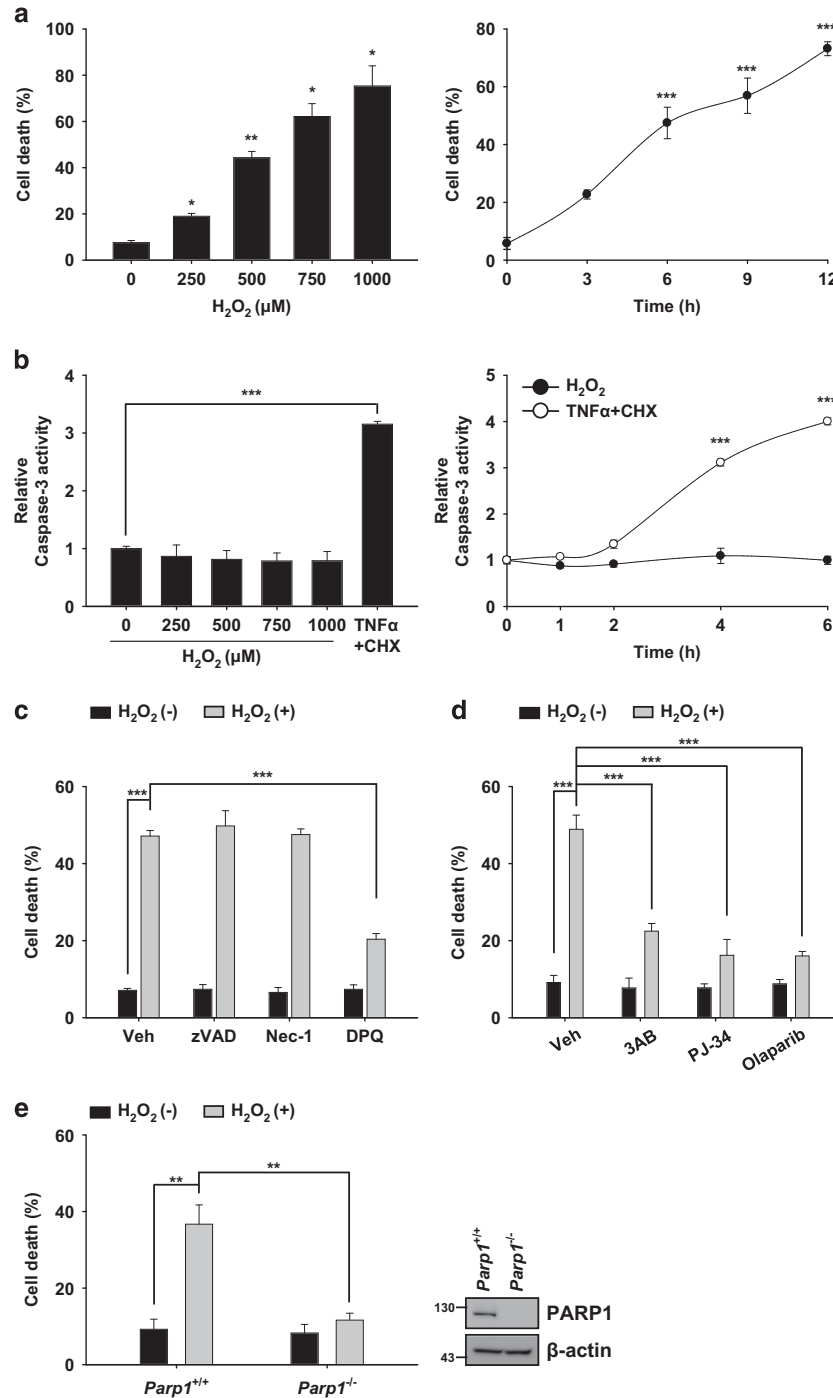 a
100
80
60
40
20
0
Cell death (%)
*
**
*
*
0 250 500 750 1000
H₂O₂ (µM)
80
60
40
20
0
Cell death (%)
***
***
***
0 3 6 9 12
Time (h)
b
4
3
2
1
0
Relative
Caspase-3 activity
***
0 250 500 750 1000 TNFα
+CHX
H₂O₂ (µM)
5
4
3
2
1
0
Relative
Caspase-3 activity
H₂O₂
TNFα+CHX
***
***
0 1 2 4 6
Time (h)
c
H₂O₂ (-) H₂O₂ (+)
60
40
20
0
Cell death (%)
***
***
Veh zVAD Nec-1 DPQ
d
H₂O₂ (-) H₂O₂ (+)
60
40
20
0
Cell death (%)
***
***
***
***
Veh 3AB PJ-34 Olaparib
e
H₂O₂ (-) H₂O₂ (+)
60
40
20
0
Cell death (%)
**
**
Parp1+/+ Parp1-/-
Parp1+/+ Parp1-/-
130 PARP1
43 β-actin